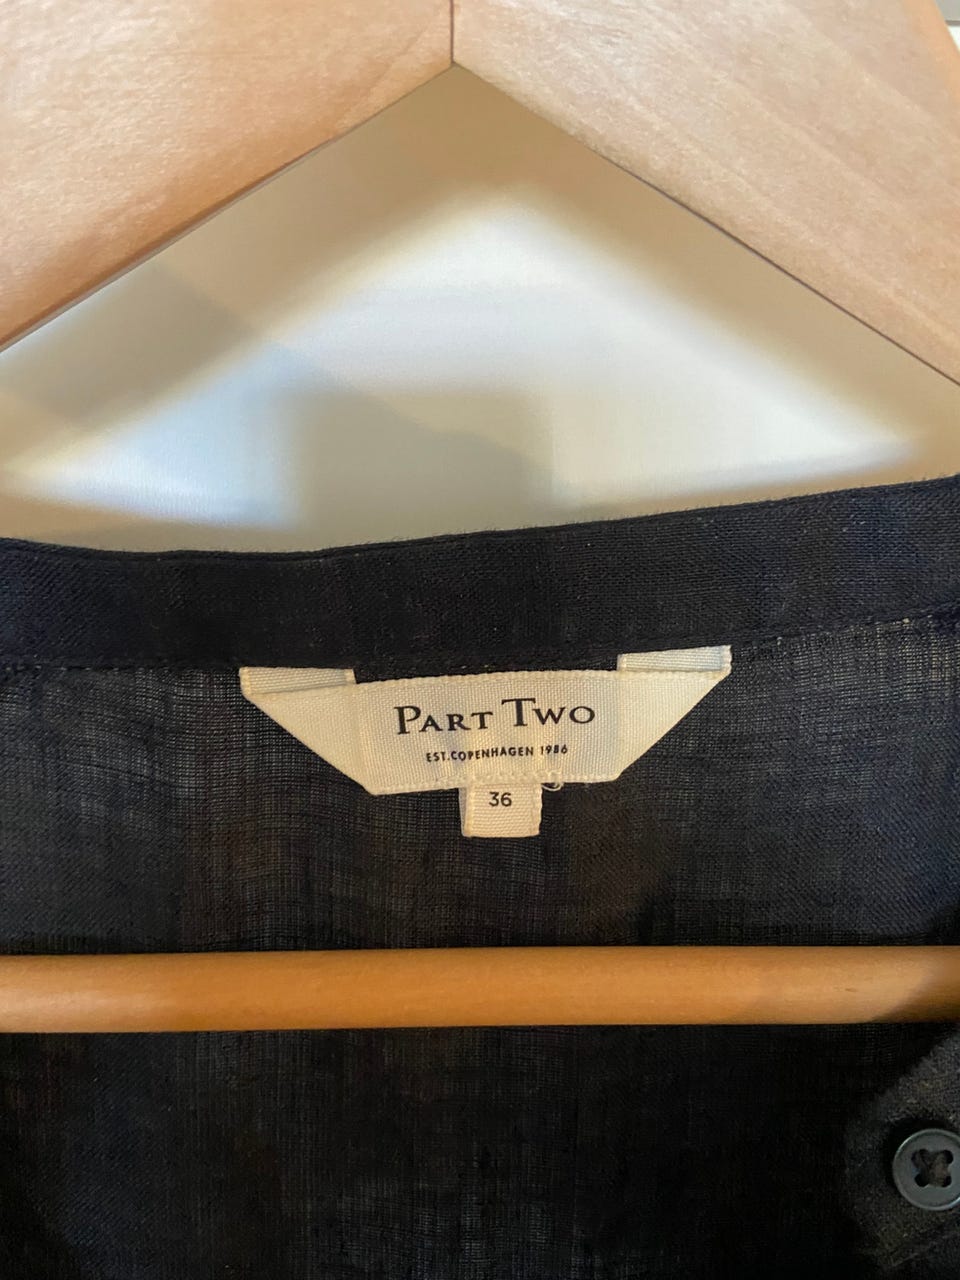 PART TWO
EST.COPENHAGEN 1986
36